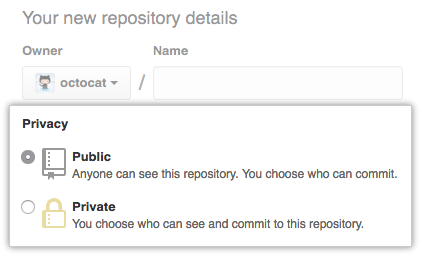 Your new repository details
Owner Name
octocat /
Privacy
Public
Anyone can see this repository. You choose who can commit.
Private
You choose who can see and commit to this repository.